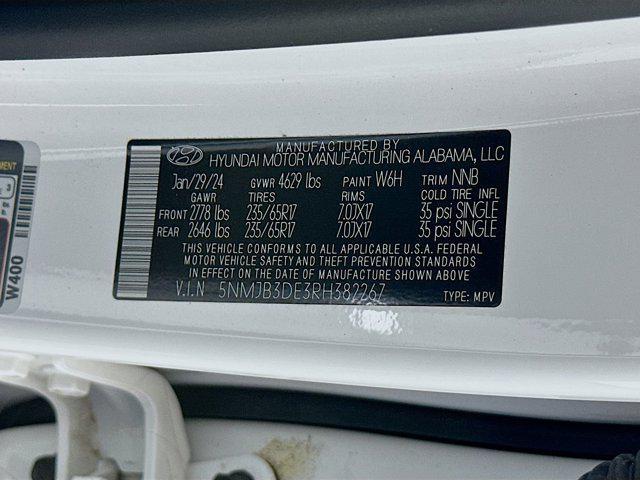 MANUFACTURED BY
HYUNDAI MOTOR MANUFACTURING ALABAMA, LLC
Jan/29/24 GVWR 4629 lbs PAINT W6H TRIM NNB
GAWR TIRES RIMS COLD TIRE INFL
FRONT 2778 lbs 235/65R17 7.0JX17 35 psi SINGLE
REAR 2646 lbs 235/65R17 7.0JX17 35 psi SINGLE
THIS VEHICLE CONFORMS TO ALL APPLICABLE U.S.A. FEDERAL
MOTOR VEHICLE SAFETY AND THEFT PREVENTION STANDARDS
IN EFFECT ON THE DATE OF MANUFACTURE SHOWN ABOVE.
V.I.N 5NMJB3DE3RH382267 TYPE: MPV
W400